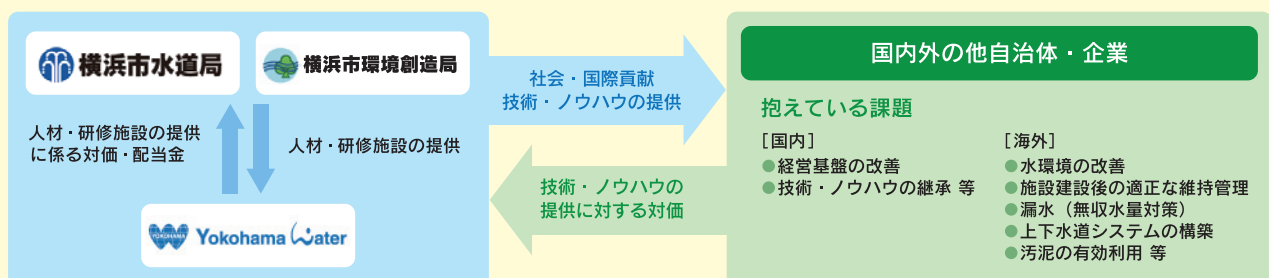 横浜市水道局
横浜市環境創造局
人材・研修施設の提供
に係る対価・配当金
人材・研修施設の提供
YOKOHAMA
Yokohama Water
社会・国際貢献
技術・ノウハウの提供
技術・ノウハウの
提供に対する対価
国内外の他自治体・企業
抱えている課題
［国内］
●経営基盤の改善
●技術・ノウハウの継承 等
［海外］
●水環境の改善
●施設建設後の適正な維持管理
●漏水（無収水量対策）
●上下水道システムの構築
●汚泥の有効利用 等